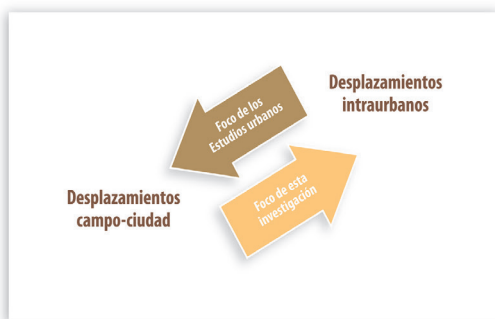 Desplazamientos
intraurbanos
Foco de los
Estudios urbanos
Foco de esta
investigación
Desplazamientos
campo-ciudad